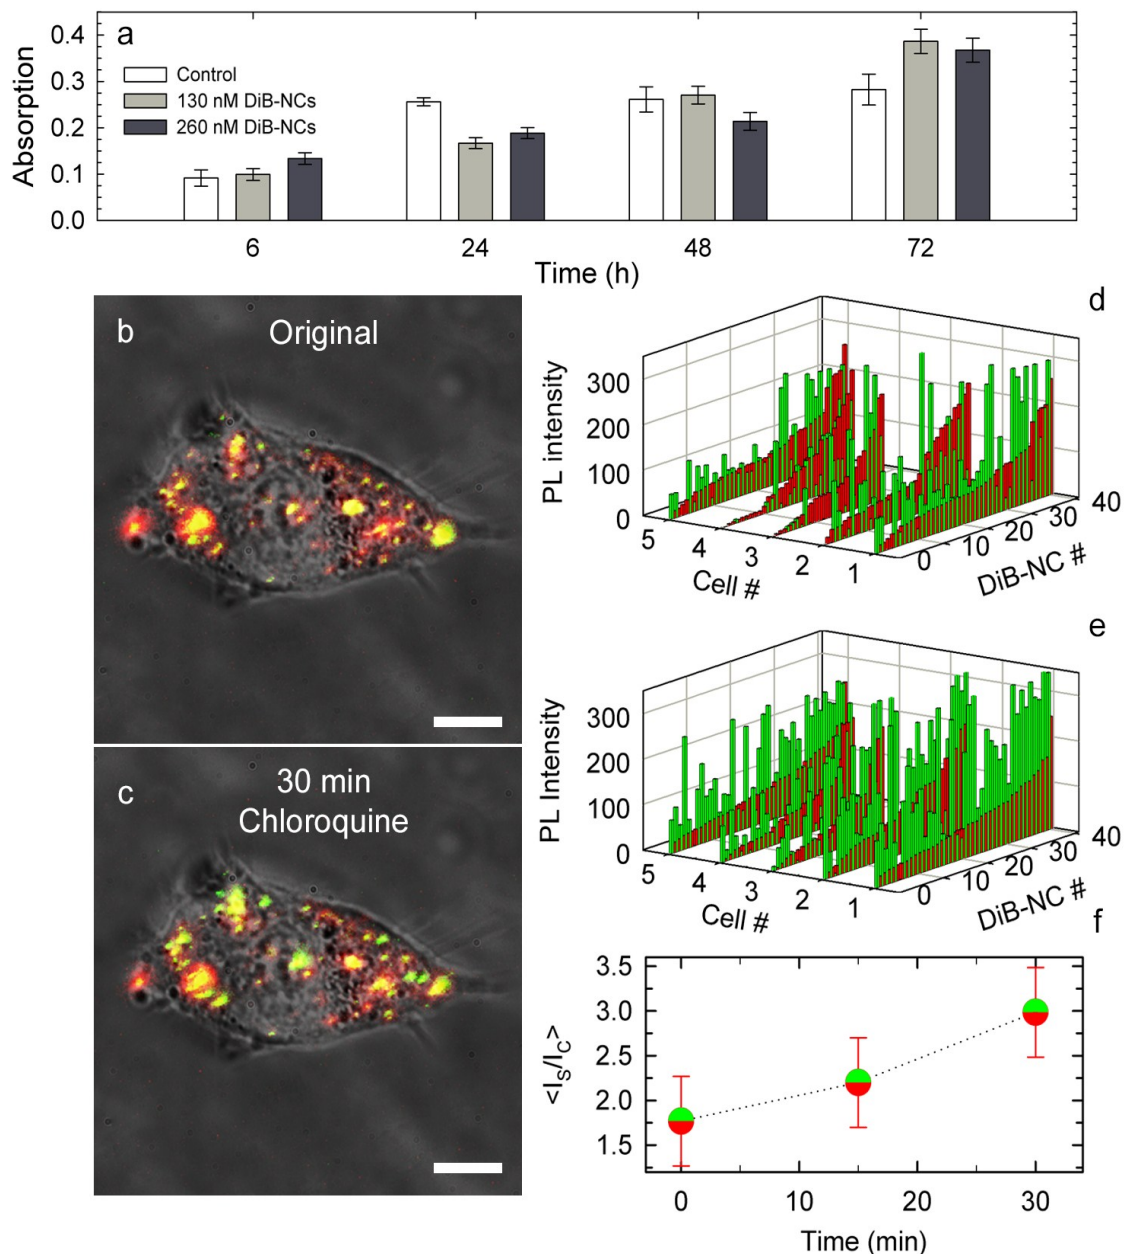 a
0.4
0.3
0.2
0.1
0.0
Absorption
Control
130 nM DiB-NCs
260 nM DiB-NCs
6 24 48 72
Time (h)
b
Original
c
30 min
Chloroquine
d
PL intensity
300
200
100
0
5 4 3 2 1
Cell #
0 10 20 30 40
DiB-NC #
e
PL Intensity
300
200
100
0
5 4 3 2 1
Cell #
0 10 20 30 40
DiB-NC #
f
<I_S/I_C>
3.5
3.0
2.5
2.0
1.5
0 10 20 30
Time (min)